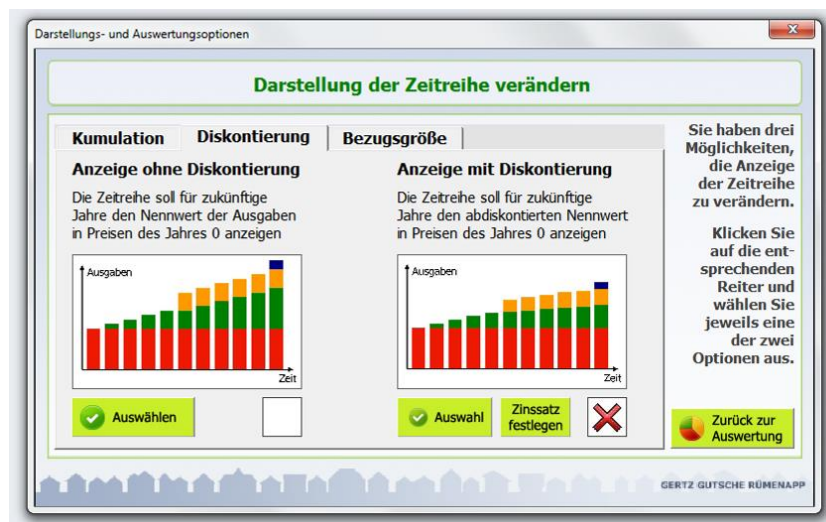 Darstellungs- und Auswertungsoptionen
Darstellung der Zeitreihe verändern
Kumulation
Diskontierung
Bezugsgröße
Anzeige ohne Diskontierung
Die Zeitreihe soll für zukünftige
Jahre den Nennwert der Ausgaben
in Preisen des Jahres 0 anzeigen
Ausgaben
Zeit
Auswählen
Anzeige mit Diskontierung
Die Zeitreihe soll für zukünftige
Jahre den abdiskontierten Nennwert
in Preisen des Jahres 0 anzeigen
Ausgaben
Zeit
Auswahl
Zinssatz
festlegen
Sie haben drei
Möglichkeiten,
die Anzeige
der Zeitreihe
zu verändern.
Klicken Sie
auf die ent-
sprechenden
Reiter und
wählen Sie
jeweils eine
der zwei
Optionen aus.
Zurück zur
Auswertung
GERTZ GUTSCHE RÜMENAPP